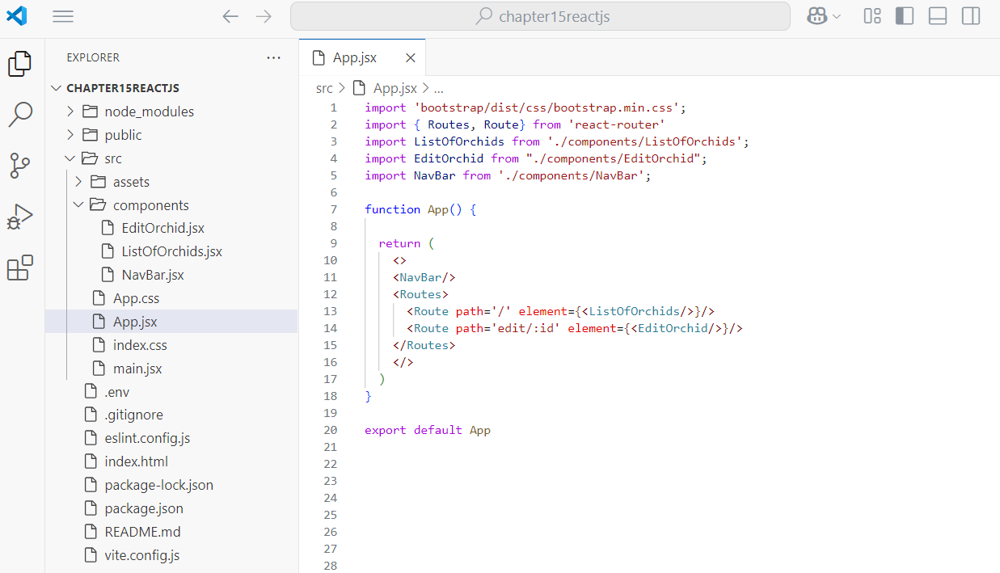 chapter15reactjs
EXPLORER
...
CHAPTER15REACTJS
node_modules
public
src
assets
components
EditOrchid.jsx
ListOfOrchids.jsx
NavBar.jsx
App.css
App.jsx
index.css
main.jsx
.env
.gitignore
eslint.config.js
index.html
package-lock.json
package.json
README.md
vite.config.js
App.jsx
src > App.jsx > ...
1 import 'bootstrap/dist/css/bootstrap.min.css';
2 import { Routes, Route} from 'react-router'
3 import ListOfOrchids from './components/ListOfOrchids';
4 import EditOrchid from "./components/EditOrchid";
5 import NavBar from './components/NavBar';
6
7 function App() {
8
9 return (
10 <>
11 <NavBar/>
12 <Routes>
13 <Route path='/' element={<ListOfOrchids/>}/>
14 <Route path='edit/:id' element={<EditOrchid/>}/>
15 </Routes>
16 </>
17 )
18 }
19
20 export default App
21
22
23
24
25
26
27
28